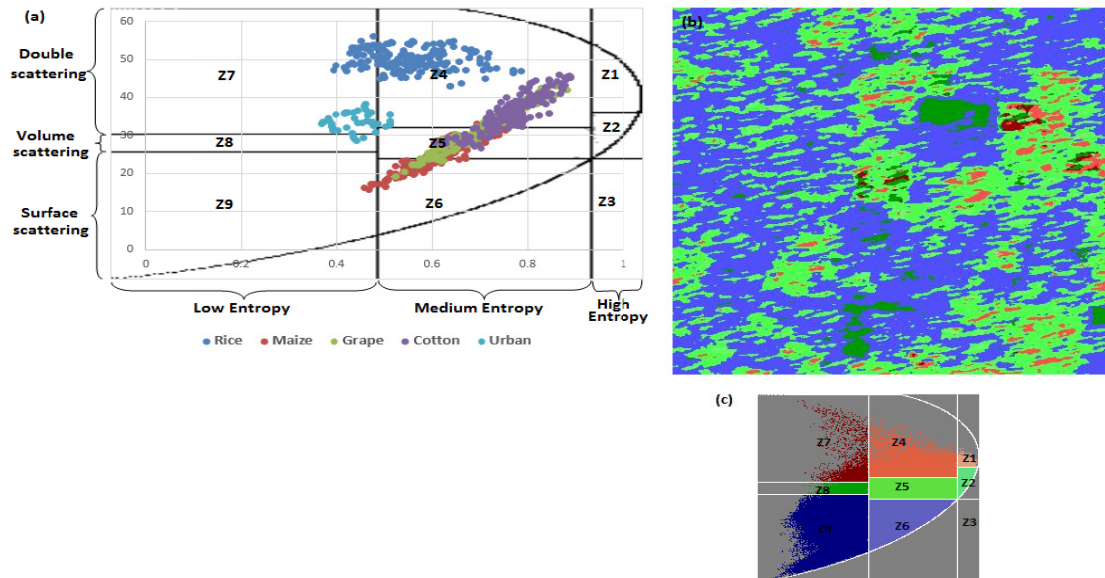 (a)
Double
scattering
Volume
scattering
Surface
scattering
60
50
40
30
20
10
0
0
0.2
0.4
0.6
0.8
1
Z7
Z4
Z1
Z8
Z5
Z2
Z9
Z6
Z3
Low Entropy
Medium Entropy
High
Entropy
Rice Maize Grape Cotton Urban
(b)
(c)
Z7
Z4
Z1
Z8
Z5
Z2
Z9
Z6
Z3